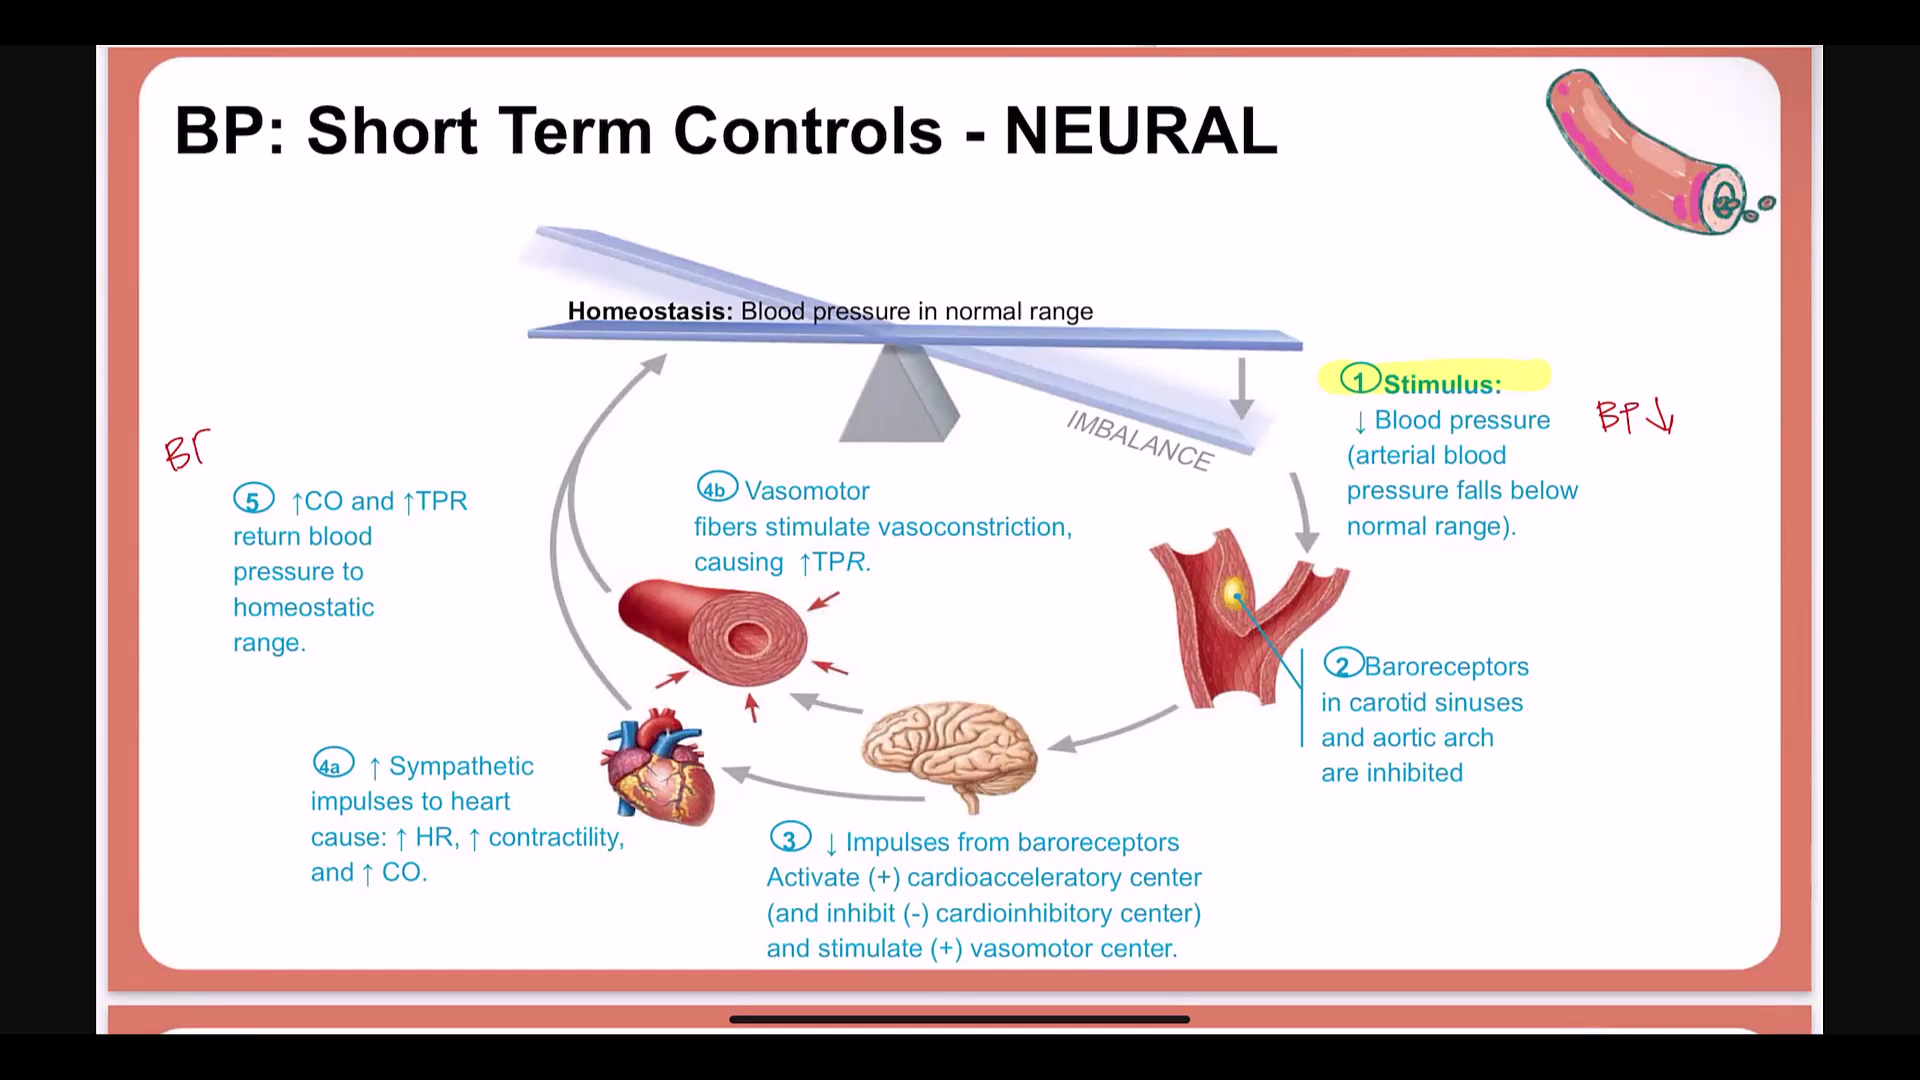 BP: Short Term Controls - NEURAL
Homeostasis: Blood pressure in normal range
IMBALANCE
1 Stimulus:
↓ Blood pressure
(arterial blood
pressure falls below
normal range).
BP↓
2 Baroreceptors
in carotid sinuses
and aortic arch
are inhibited
3 ↓ Impulses from baroreceptors
Activate (+) cardioacceleratory center
(and inhibit (-) cardioinhibitory center)
and stimulate (+) vasomotor center.
4a ↑ Sympathetic
impulses to heart
cause: ↑ HR, ↑ contractility,
and ↑ CO.
4b Vasomotor
fibers stimulate vasoconstriction,
causing ↑TPR.
5 ↑CO and ↑TPR
return blood
pressure to
homeostatic
range.